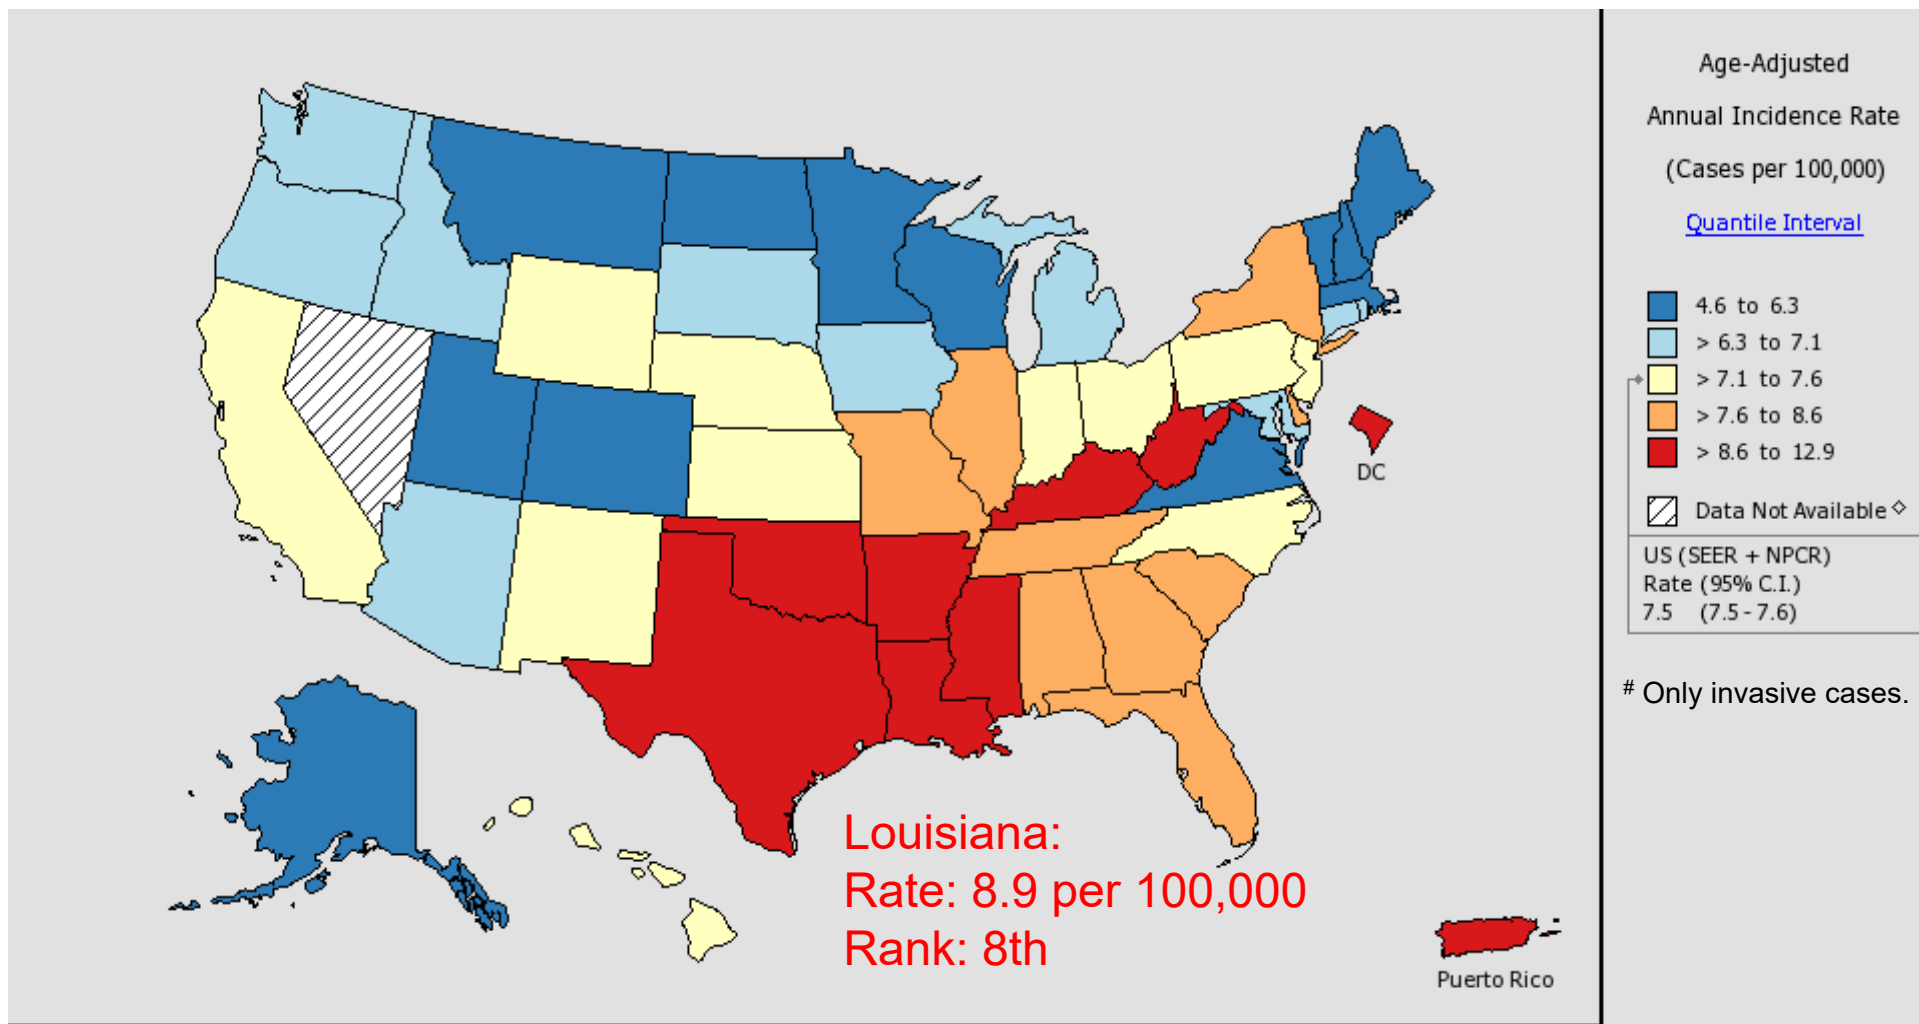 Age-Adjusted
Annual Incidence Rate
(Cases per 100,000)
Quantile Interval
4.6 to 6.3
> 6.3 to 7.1
> 7.1 to 7.6
> 7.6 to 8.6
> 8.6 to 12.9
Data Not Available ◇
US (SEER + NPCR)
Rate (95% C.I.)
7.5 (7.5 - 7.6)
# Only invasive cases.
DC
Louisiana:
Rate: 8.9 per 100,000
Rank: 8th
Puerto Rico